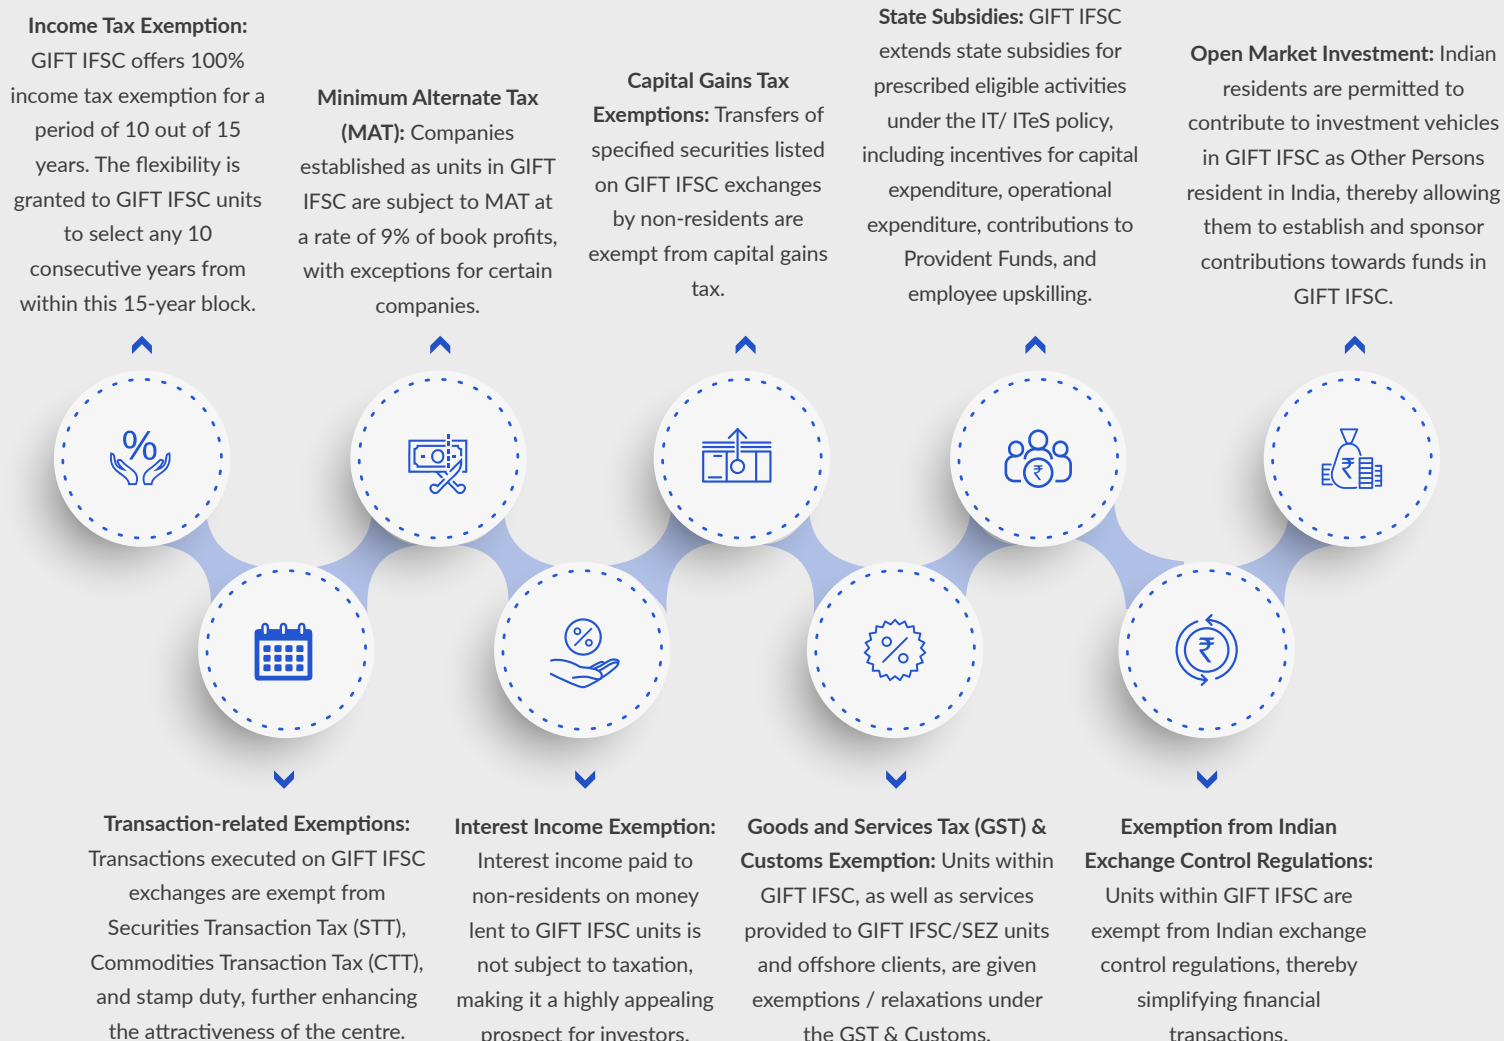 Income Tax Exemption:
GIFT IFSC offers 100%
income tax exemption for a
period of 10 out of 15
years. The flexibility is
granted to GIFT IFSC units
to select any 10
consecutive years from
within this 15-year block.
Minimum Alternate Tax
(MAT): Companies
established as units in GIFT
IFSC are subject to MAT at
a rate of 9% of book profits,
with exceptions for certain
companies.
Capital Gains Tax
Exemptions: Transfers of
specified securities listed
on GIFT IFSC exchanges
by non-residents are
exempt from capital gains
tax.
State Subsidies: GIFT IFSC
extends state subsidies for
prescribed eligible activities
under the IT/ ITeS policy,
including incentives for capital
expenditure, operational
expenditure, contributions to
Provident Funds, and
employee upskilling.
Open Market Investment: Indian
residents are permitted to
contribute to investment vehicles
in GIFT IFSC as Other Persons
resident in India, thereby allowing
them to establish and sponsor
contributions towards funds in
GIFT IFSC.
%
₹
₹
%
%
₹
Transaction-related Exemptions:
Transactions executed on GIFT IFSC
exchanges are exempt from
Securities Transaction Tax (STT),
Commodities Transaction Tax (CTT),
and stamp duty, further enhancing
the attractiveness of the centre.
Interest Income Exemption:
Interest income paid to
non-residents on money
lent to GIFT IFSC units is
not subject to taxation,
making it a highly appealing
prospect for investors.
Goods and Services Tax (GST) &
Customs Exemption: Units within
GIFT IFSC, as well as services
provided to GIFT IFSC/SEZ units
and offshore clients, are given
exemptions / relaxations under
the GST & Customs.
Exemption from Indian
Exchange Control Regulations:
Units within GIFT IFSC are
exempt from Indian exchange
control regulations, thereby
simplifying financial
transactions.